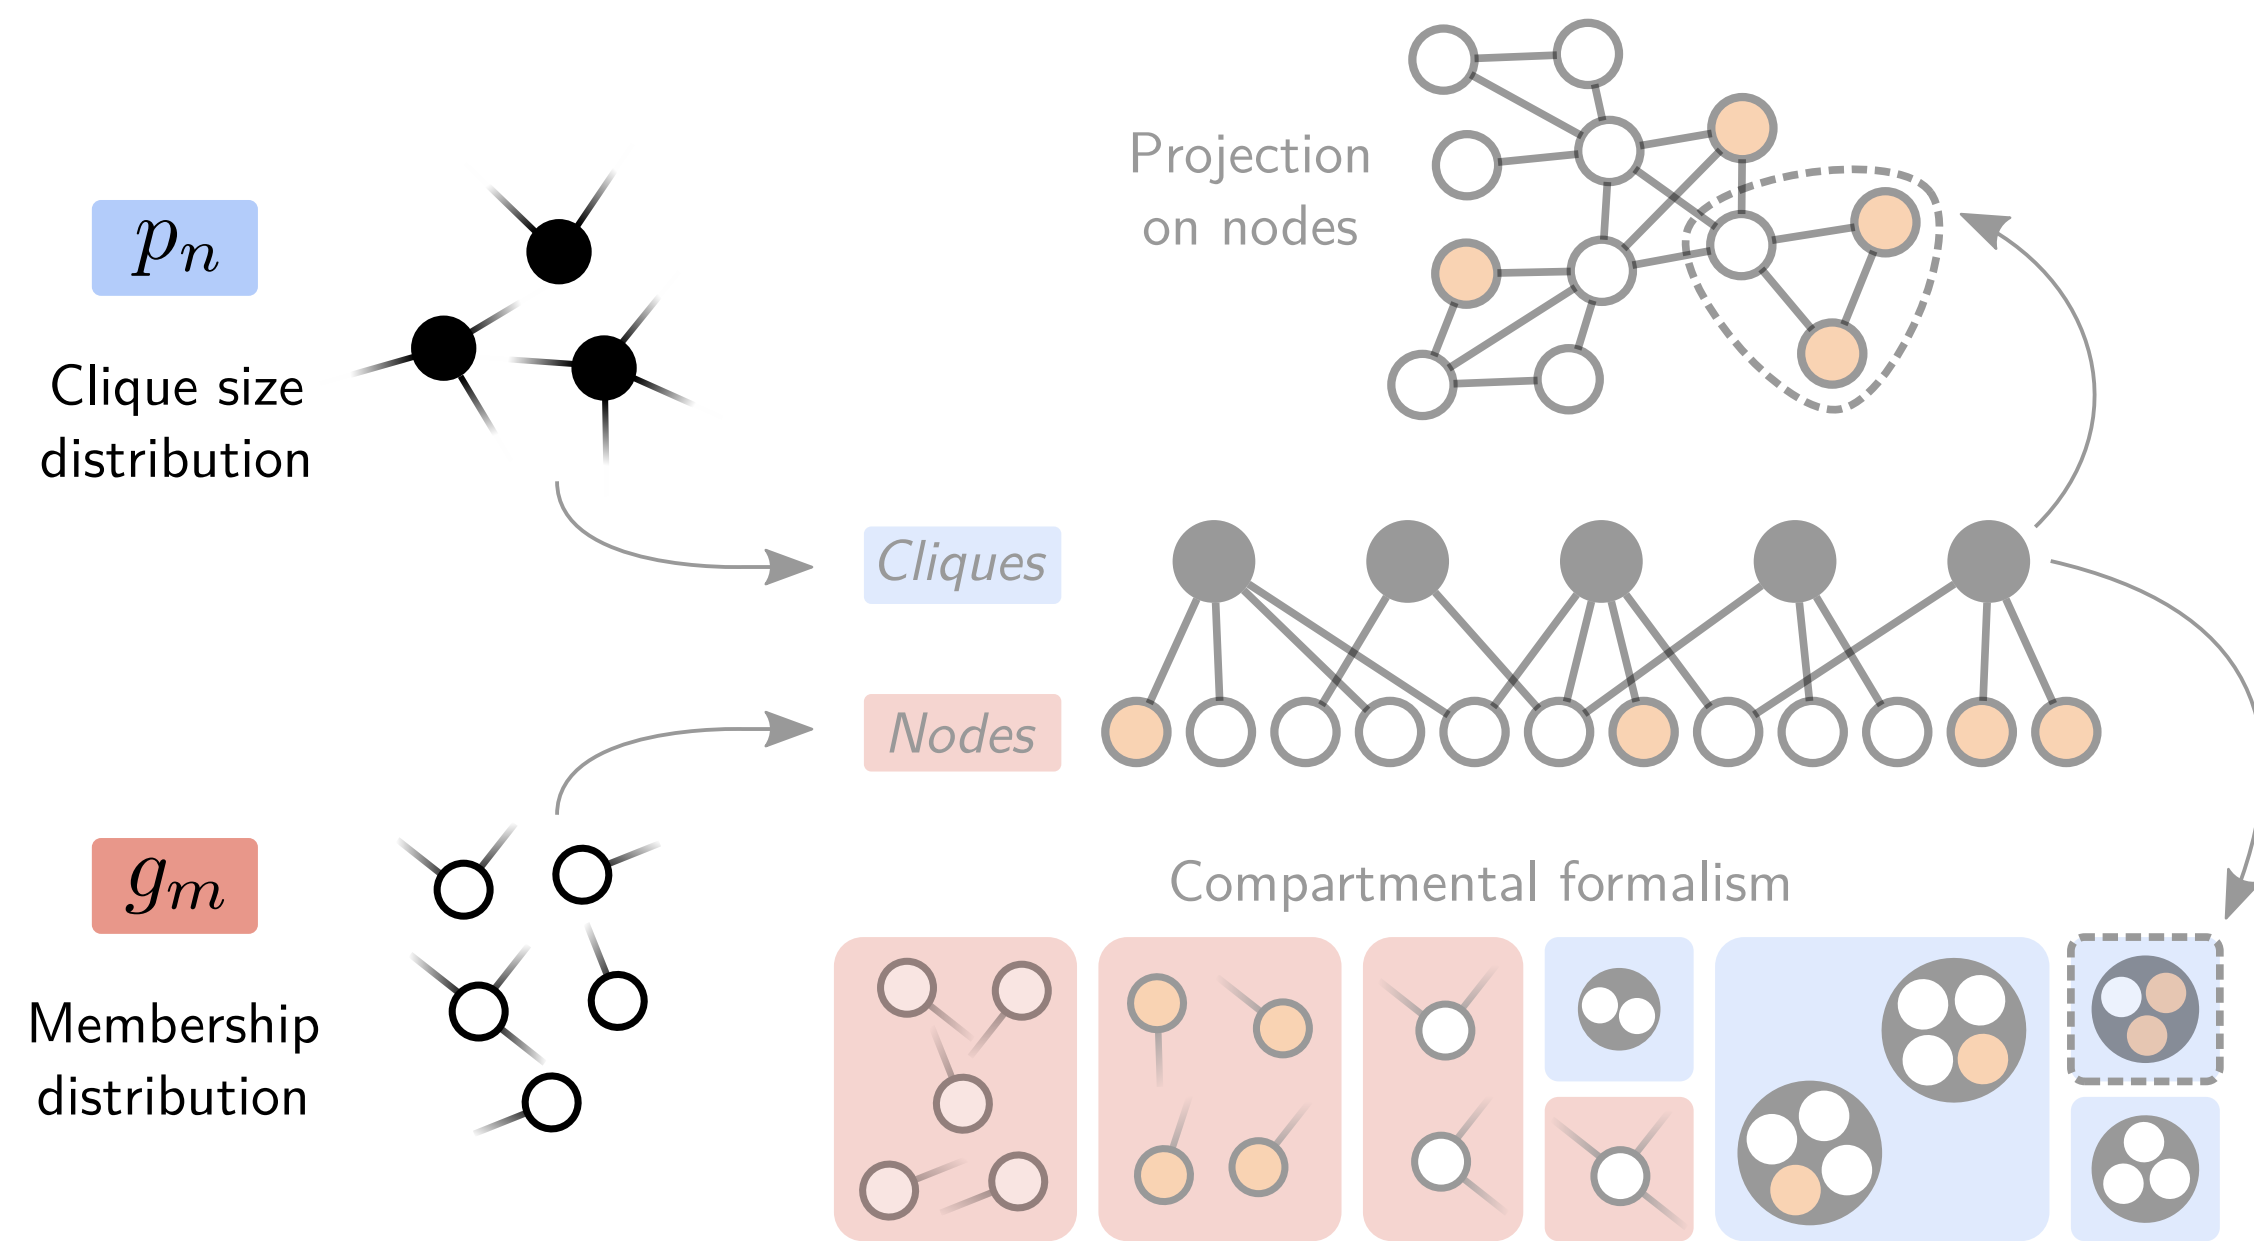 p_n
Clique size
distribution
g_m
Membership
distribution
Projection
on nodes
Cliques
Nodes
Compartmental formalism